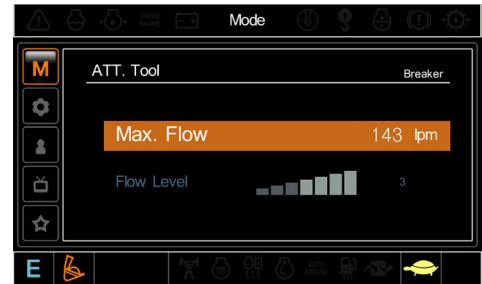 CHECK
ENGINE
Mode
M
ATT. Tool
Breaker
Max. Flow
143 lpm
Flow Level
3
E
AUTO
CRUISE